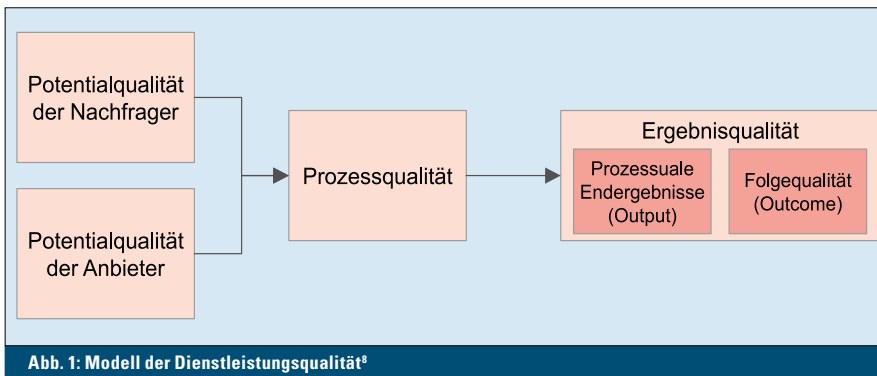 Potentialqualität
der Nachfrager
Potentialqualität
der Anbieter
Prozessqualität
Ergebnisqualität
Prozessuale
Endergebnisse
(Output)
Folgequalität
(Outcome)
Abb. 1: Modell der Dienstleistungsqualität⁸